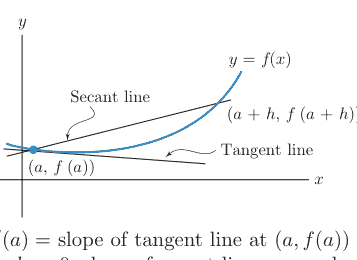 y
y = f(x)
Secant line
(a + h, f (a + h))
Tangent line
(a, f (a))
x
(a) = slope of tangent line at (a, f(a))